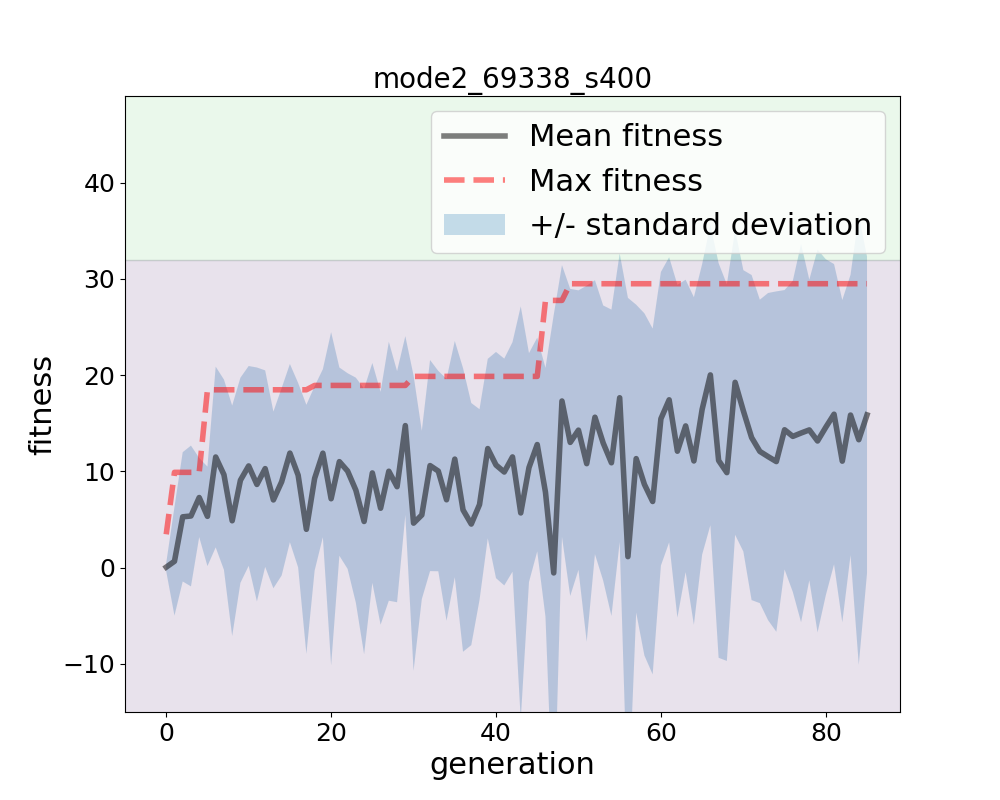 mode2_69338_s400
Mean fitness
Max fitness
+/- standard deviation
40
30
20
10
0
−10
fitness
0 20 40 60 80
generation